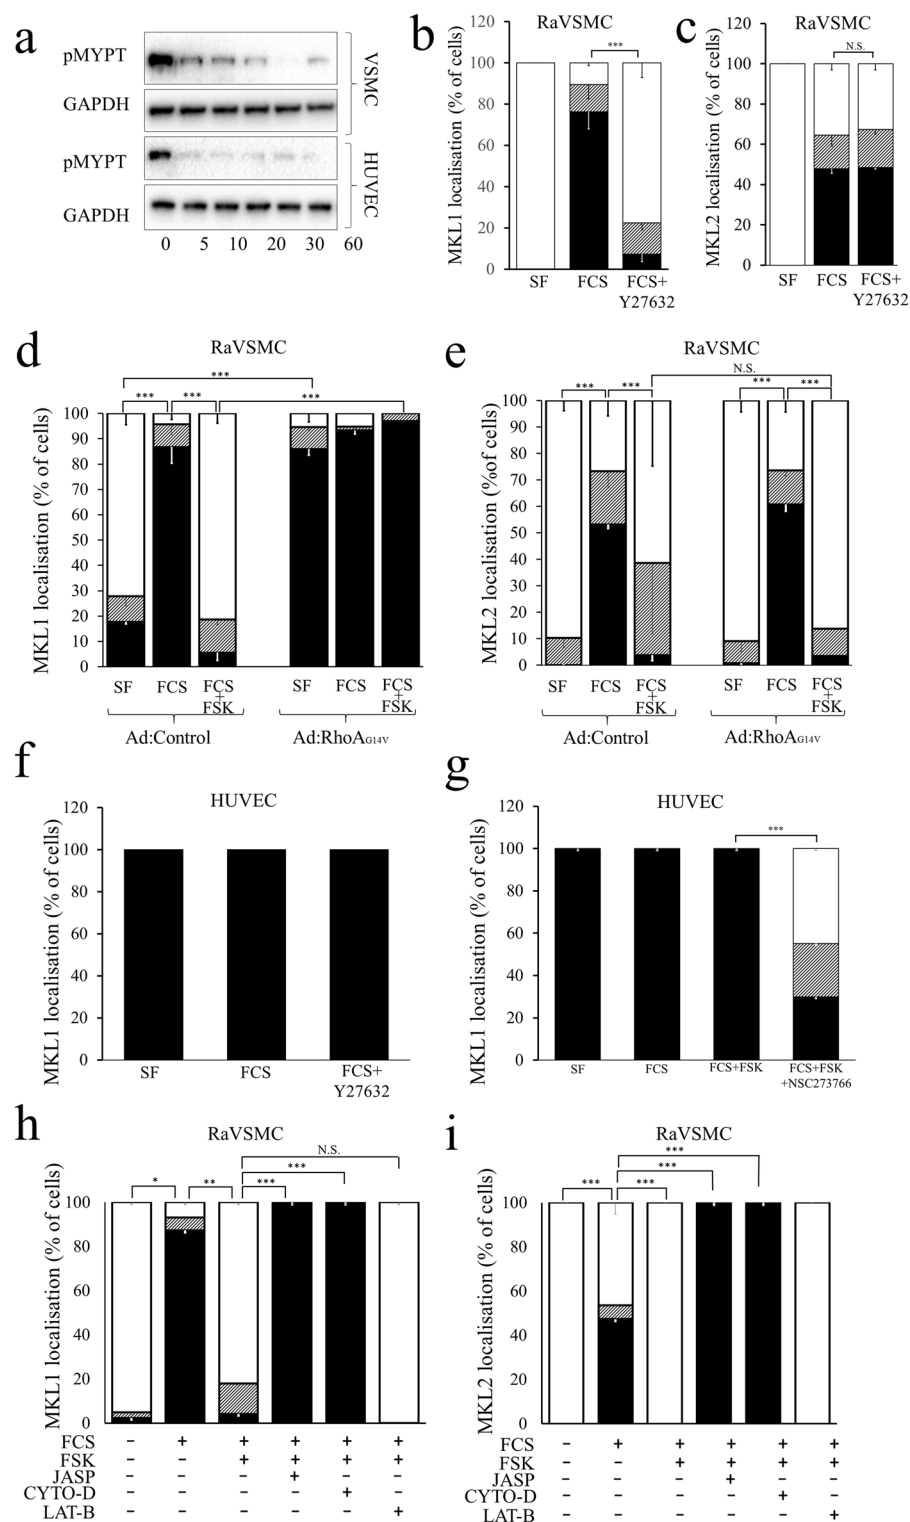 a
pMYPT
GAPDH
VSMC
pMYPT
GAPDH
HUVEC
0 5 10 20 30 60
b
RaVSMC
MKL1 localisation (% of cells)
120
100
80
60
40
20
0
***
SF FCS FCS+
Y27632
c
RaVSMC
MKL2 localisation (% of cells)
120
100
80
60
40
20
0
N.S.
SF FCS FCS+
Y27632
d
RaVSMC
MKL1 localisation (% of cells)
***
*** *** ***
100
90
80
70
60
50
40
30
20
10
0
SF FCS FCS
+
FSK
SF FCS FCS
+
FSK
Ad:Control Ad:RhoAG14V
e
RaVSMC
MKL2 localisation (%of cells)
N.S.
*** *** *** ***
100
90
80
70
60
50
40
30
20
10
0
SF FCS FCS
+
FSK
SF FCS FCS
+
FSK
Ad:Control Ad:RhoAG14V
f
HUVEC
MKL1 localisation (% of cells)
120
100
80
60
40
20
0
SF FCS FCS+
Y27632
g
HUVEC
MKL1 localisation (% of cells)
120
100
80
60
40
20
0
***
SF FCS FCS+FSK FCS+FSK
+NSC273766
h
RaVSMC
MKL1 localisation (% of cells)
N.S.
***
* ** ***
100
80
60
40
20
0
FCS – + + + + +
FSK – – + + + +
JASP – – – + – –
CYTO-D – – – – + –
LAT-B – – – – – +
i
RaVSMC
MKL2 localisation (% of cells)
***
***
*** ***
100
80
60
40
20
0
FCS – + + + + +
FSK – – + + + +
JASP – – – + – –
CYTO-D – – – – + –
LAT-B – – – – – +